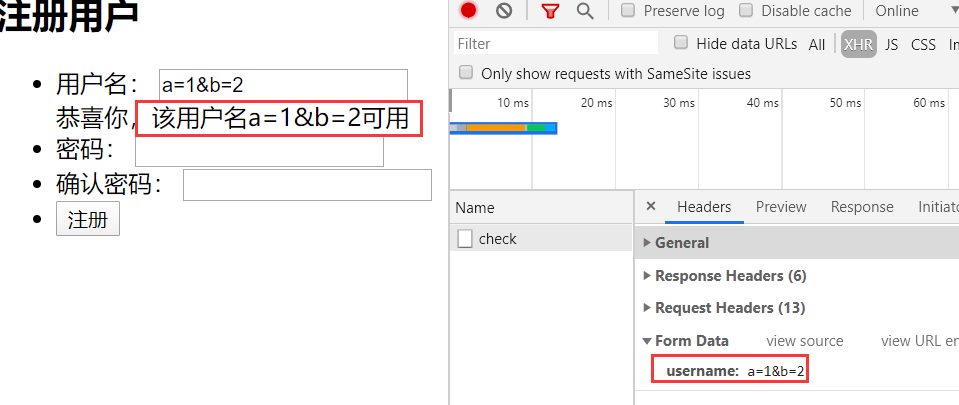 注册用户
用户名： a=1&b=2
恭喜你，该用户名a=1&b=2可用
密码：
确认密码：
注册
Preserve log Disable cache Online
Filter Hide data URLs All XHR JS CSS Im
Only show requests with SameSite issues
10 ms 20 ms 30 ms 40 ms 50 ms 60 ms
Name
check
× Headers Preview Response Initiato
General
Response Headers (6)
Request Headers (13)
Form Data view source view URL en
username: a=1&b=2